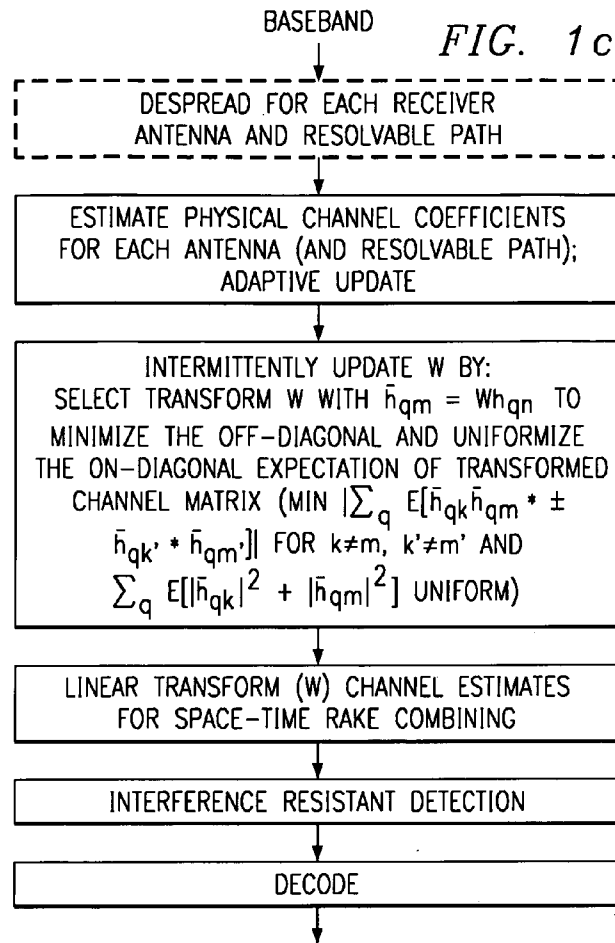 BASEBAND
FIG. 1c
DESPREAD FOR EACH RECEIVER
ANTENNA AND RESOLVABLE PATH
ESTIMATE PHYSICAL CHANNEL COEFFICIENTS
FOR EACH ANTENNA (AND RESOLVABLE PATH);
ADAPTIVE UPDATE
INTERMITTENTLY UPDATE W BY:
SELECT TRANSFORM W WITH h̄qm = Whqn TO
MINIMIZE THE OFF-DIAGONAL AND UNIFORMIZE
THE ON-DIAGONAL EXPECTATION OF TRANSFORMED
CHANNEL MATRIX (MIN |∑q E[h̄qkh̄qm * ±
h̄qk' * h̄qm']| FOR k≠m, k'≠m' AND
∑q E[|h̄qk|² + |h̄qm|²] UNIFORM)
LINEAR TRANSFORM (W) CHANNEL ESTIMATES
FOR SPACE-TIME RAKE COMBINING
INTERFERENCE RESISTANT DETECTION
DECODE